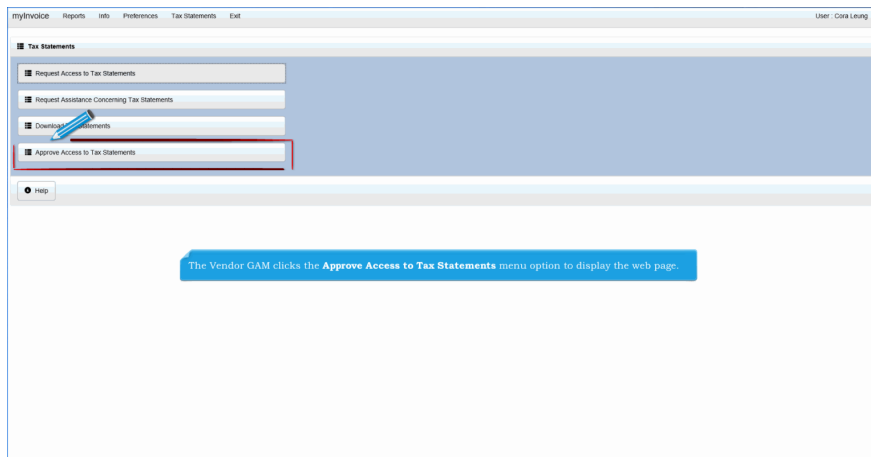 myInvoice Reports Info Preferences Tax Statements Exit User : Cora Leung
Tax Statements
Request Access to Tax Statements
Request Assistance Concerning Tax Statements
Download Statements
Approve Access to Tax Statements
Help
The Vendor GAM clicks the Approve Access to Tax Statements menu option to display the web page.